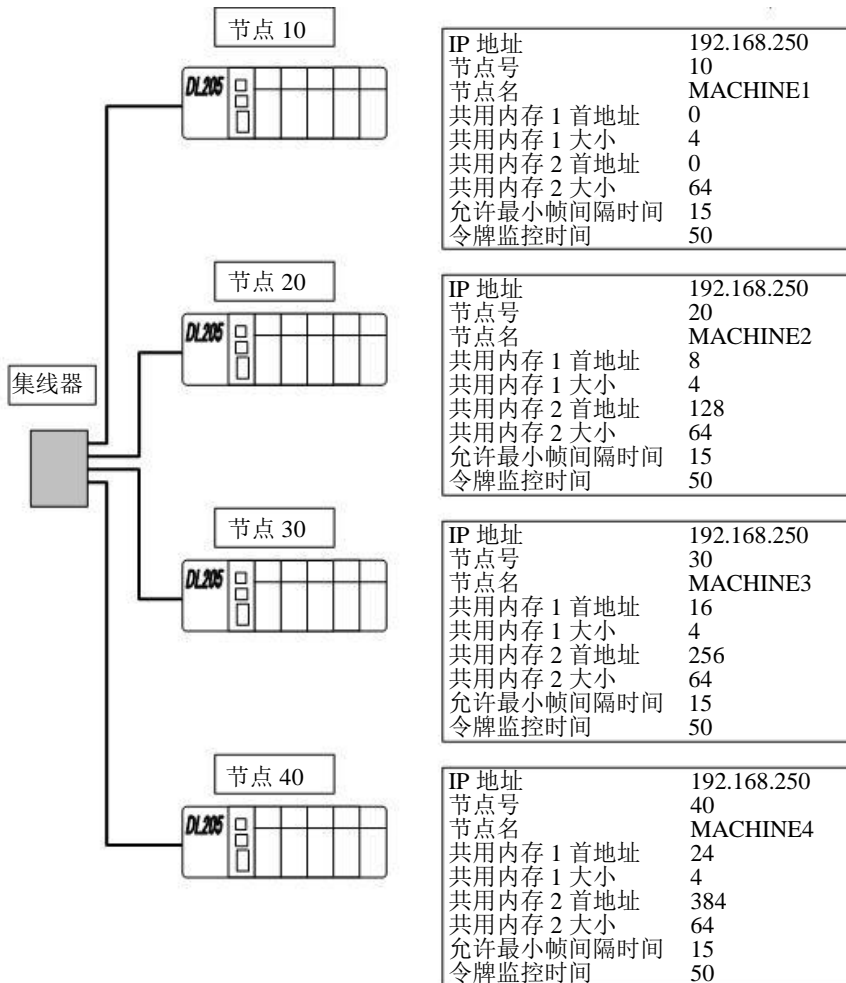 节点 10
DL205
IP 地址 192.168.250
节点号 10
节点名 MACHINE1
共用内存 1 首地址 0
共用内存 1 大小 4
共用内存 2 首地址 0
共用内存 2 大小 64
允许最小帧间隔时间 15
令牌监控时间 50
节点 20
DL205
IP 地址 192.168.250
节点号 20
节点名 MACHINE2
共用内存 1 首地址 8
共用内存 1 大小 4
共用内存 2 首地址 128
共用内存 2 大小 64
允许最小帧间隔时间 15
令牌监控时间 50
集线器
节点 30
DL205
IP 地址 192.168.250
节点号 30
节点名 MACHINE3
共用内存 1 首地址 16
共用内存 1 大小 4
共用内存 2 首地址 256
共用内存 2 大小 64
允许最小帧间隔时间 15
令牌监控时间 50
节点 40
DL205
IP 地址 192.168.250
节点号 40
节点名 MACHINE4
共用内存 1 首地址 24
共用内存 1 大小 4
共用内存 2 首地址 384
共用内存 2 大小 64
允许最小帧间隔时间 15
令牌监控时间 50